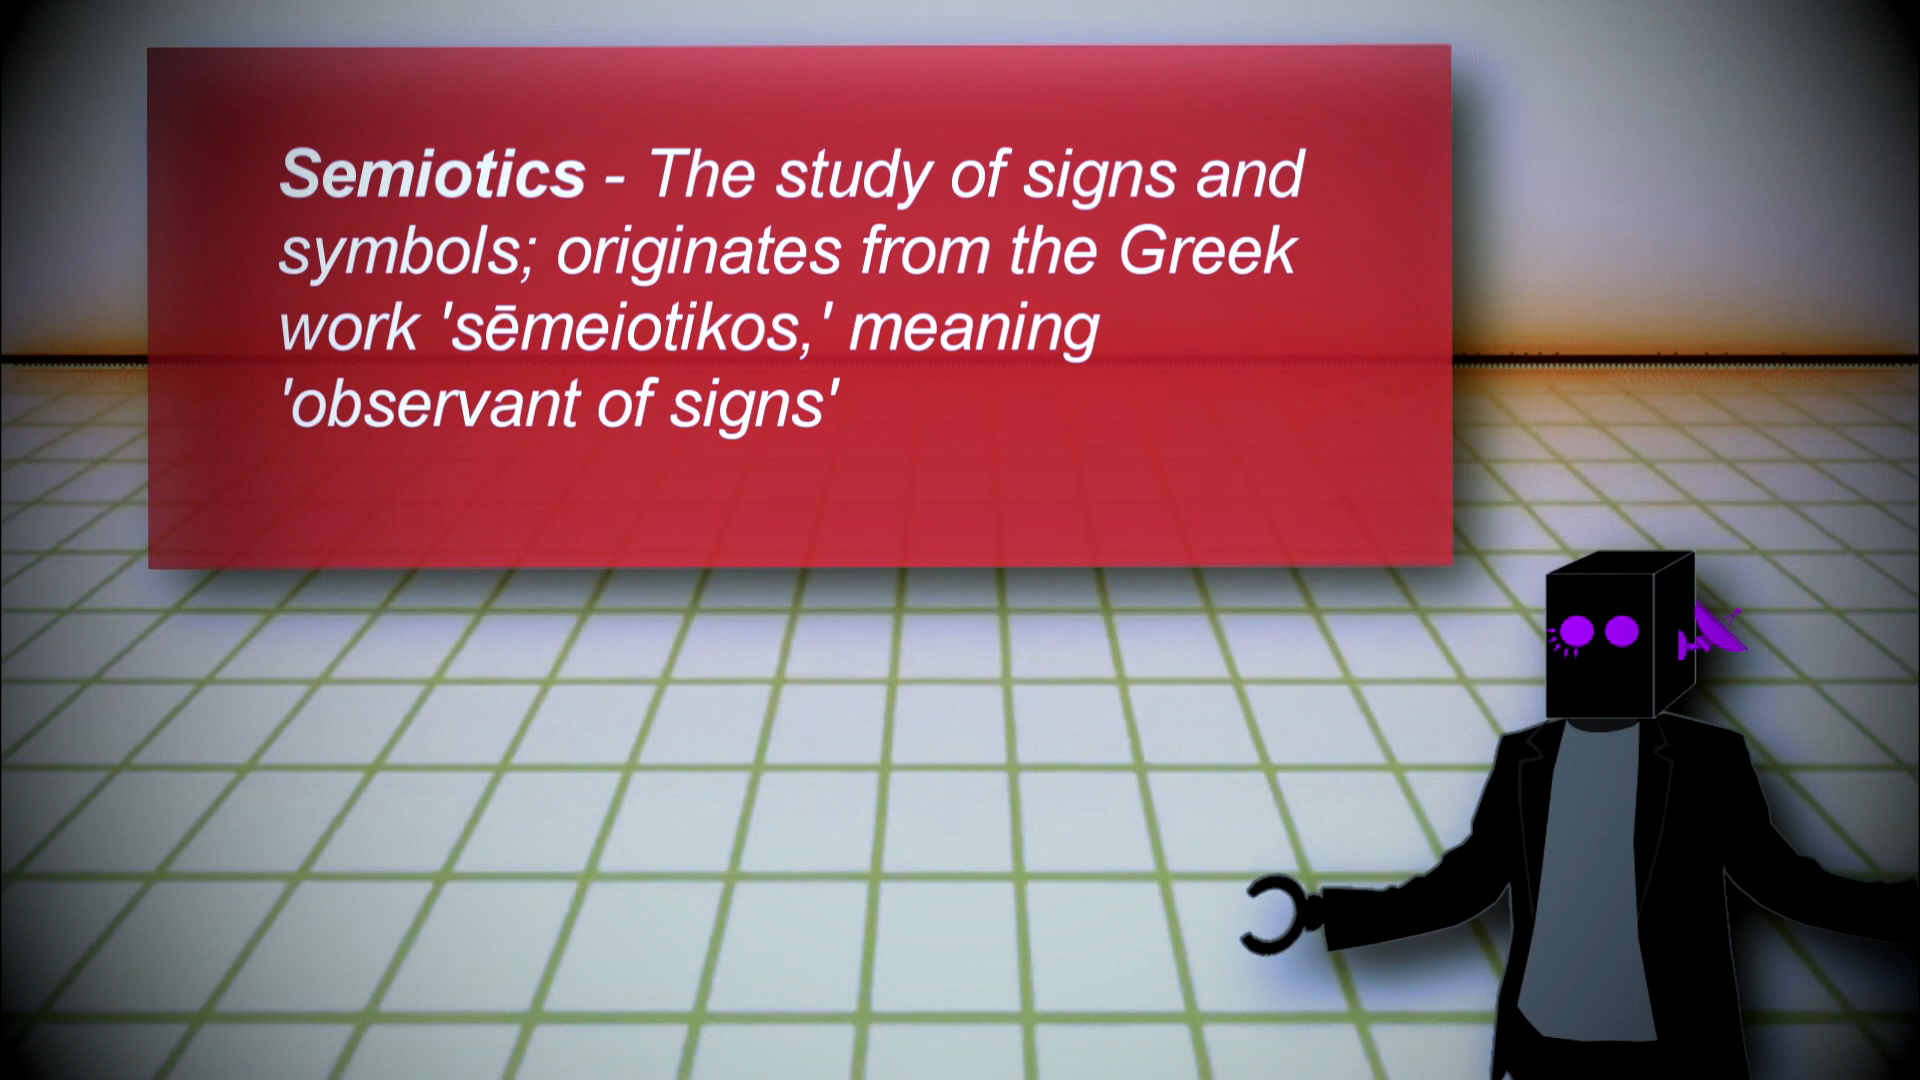 Semiotics - The study of signs and
symbols; originates from the Greek
work 'sēmeiotikos,' meaning
'observant of signs'